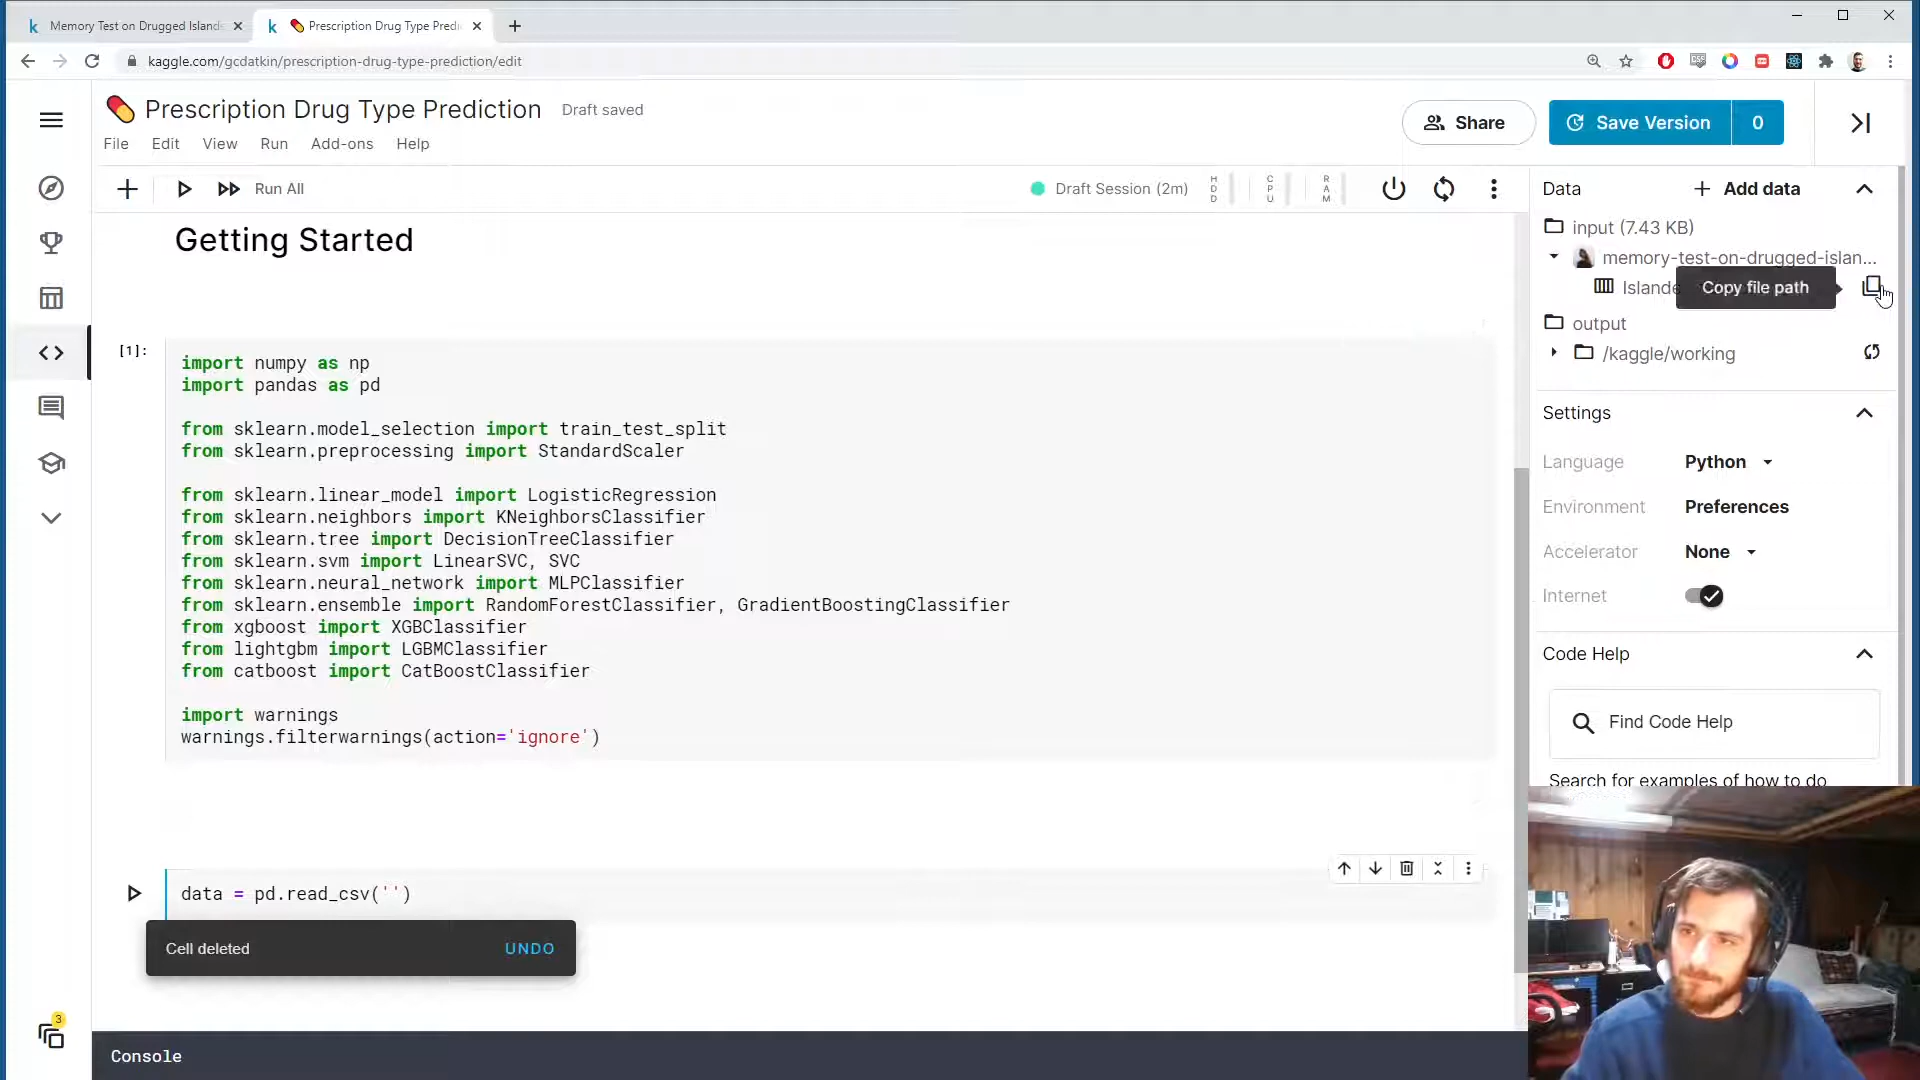 Memory Test on Drugged Islande
Prescription Drug Type Predi
kaggle.com/gcdatkin/prescription-drug-type-prediction/edit
Prescription Drug Type Prediction
Draft saved
File Edit View Run Add-ons Help
Share
Save Version 0
Run All
Draft Session (2m)
HDD
CPU
RAM
Getting Started
[1]:
import numpy as np
import pandas as pd
from sklearn.model_selection import train_test_split
from sklearn.preprocessing import StandardScaler
from sklearn.linear_model import LogisticRegression
from sklearn.neighbors import KNeighborsClassifier
from sklearn.tree import DecisionTreeClassifier
from sklearn.svm import LinearSVC, SVC
from sklearn.neural_network import MLPClassifier
from sklearn.ensemble import RandomForestClassifier, GradientBoostingClassifier
from xgboost import XGBClassifier
from lightgbm import LGBMClassifier
from catboost import CatBoostClassifier
import warnings
warnings.filterwarnings(action='ignore')
data = pd.read_csv('')
Cell deleted UNDO
3
Console
Data + Add data
input (7.43 KB)
memory-test-on-drugged-islan...
Islande
Copy file path
output
/kaggle/working
Settings
Language Python
Environment Preferences
Accelerator None
Internet
Code Help
Find Code Help
Search for examples of how to do